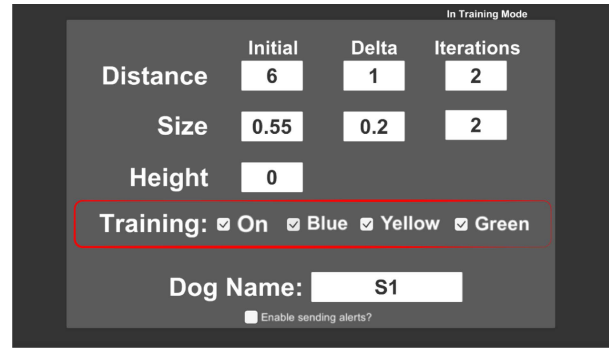 In Training Mode
Initial Delta Iterations
Distance 6 1 2
Size 0.55 0.2 2
Height 0
Training: On Blue Yellow Green
Dog Name: S1
Enable sending alerts?